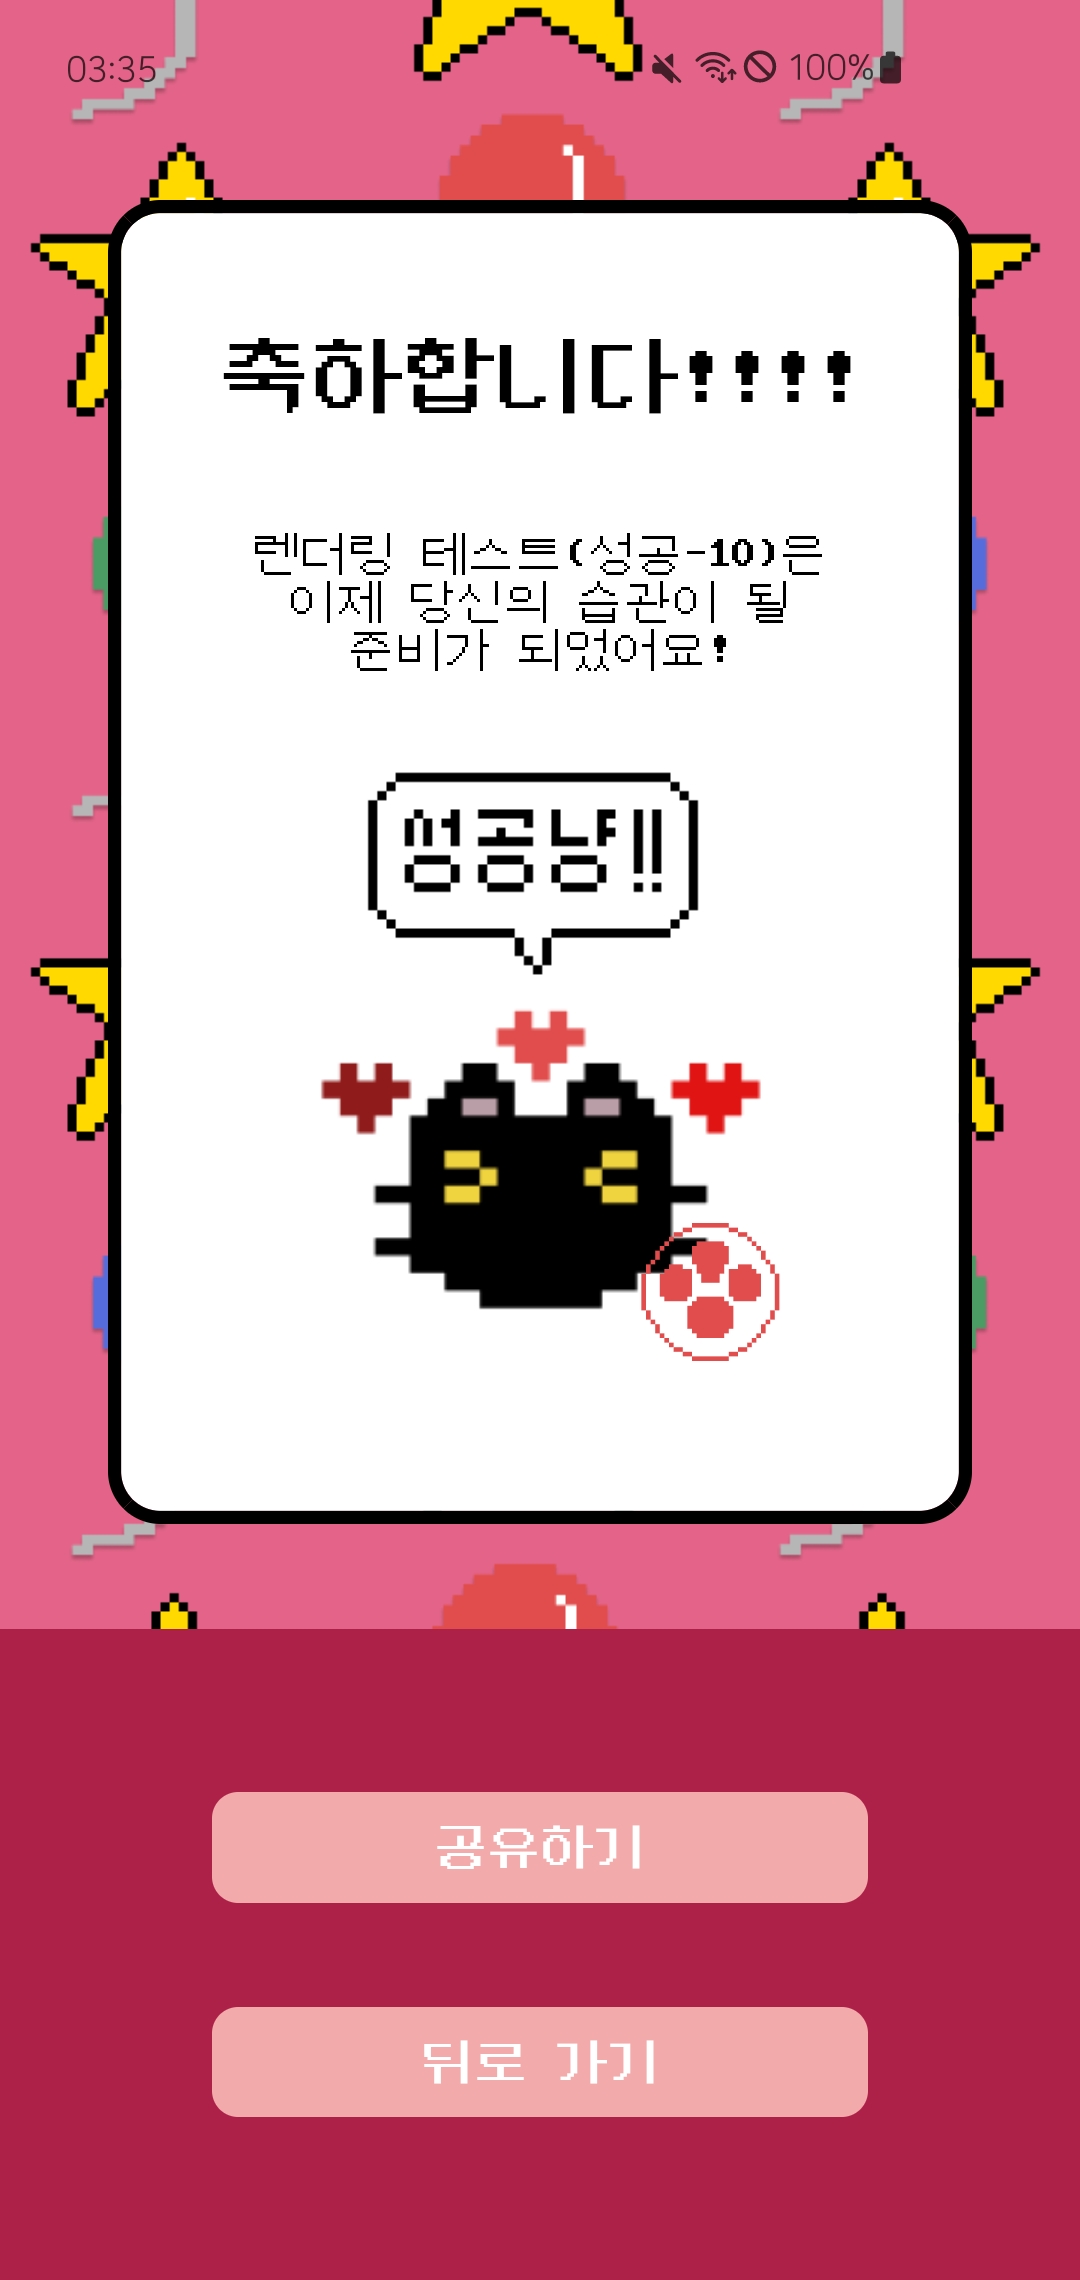 03:35
100%
축하합니다!!!!
렌더링 테스트(성공-10)은
이제 당신의 습관이 될
준비가 되었어요!
성공냥!!
공유하기
뒤로 가기